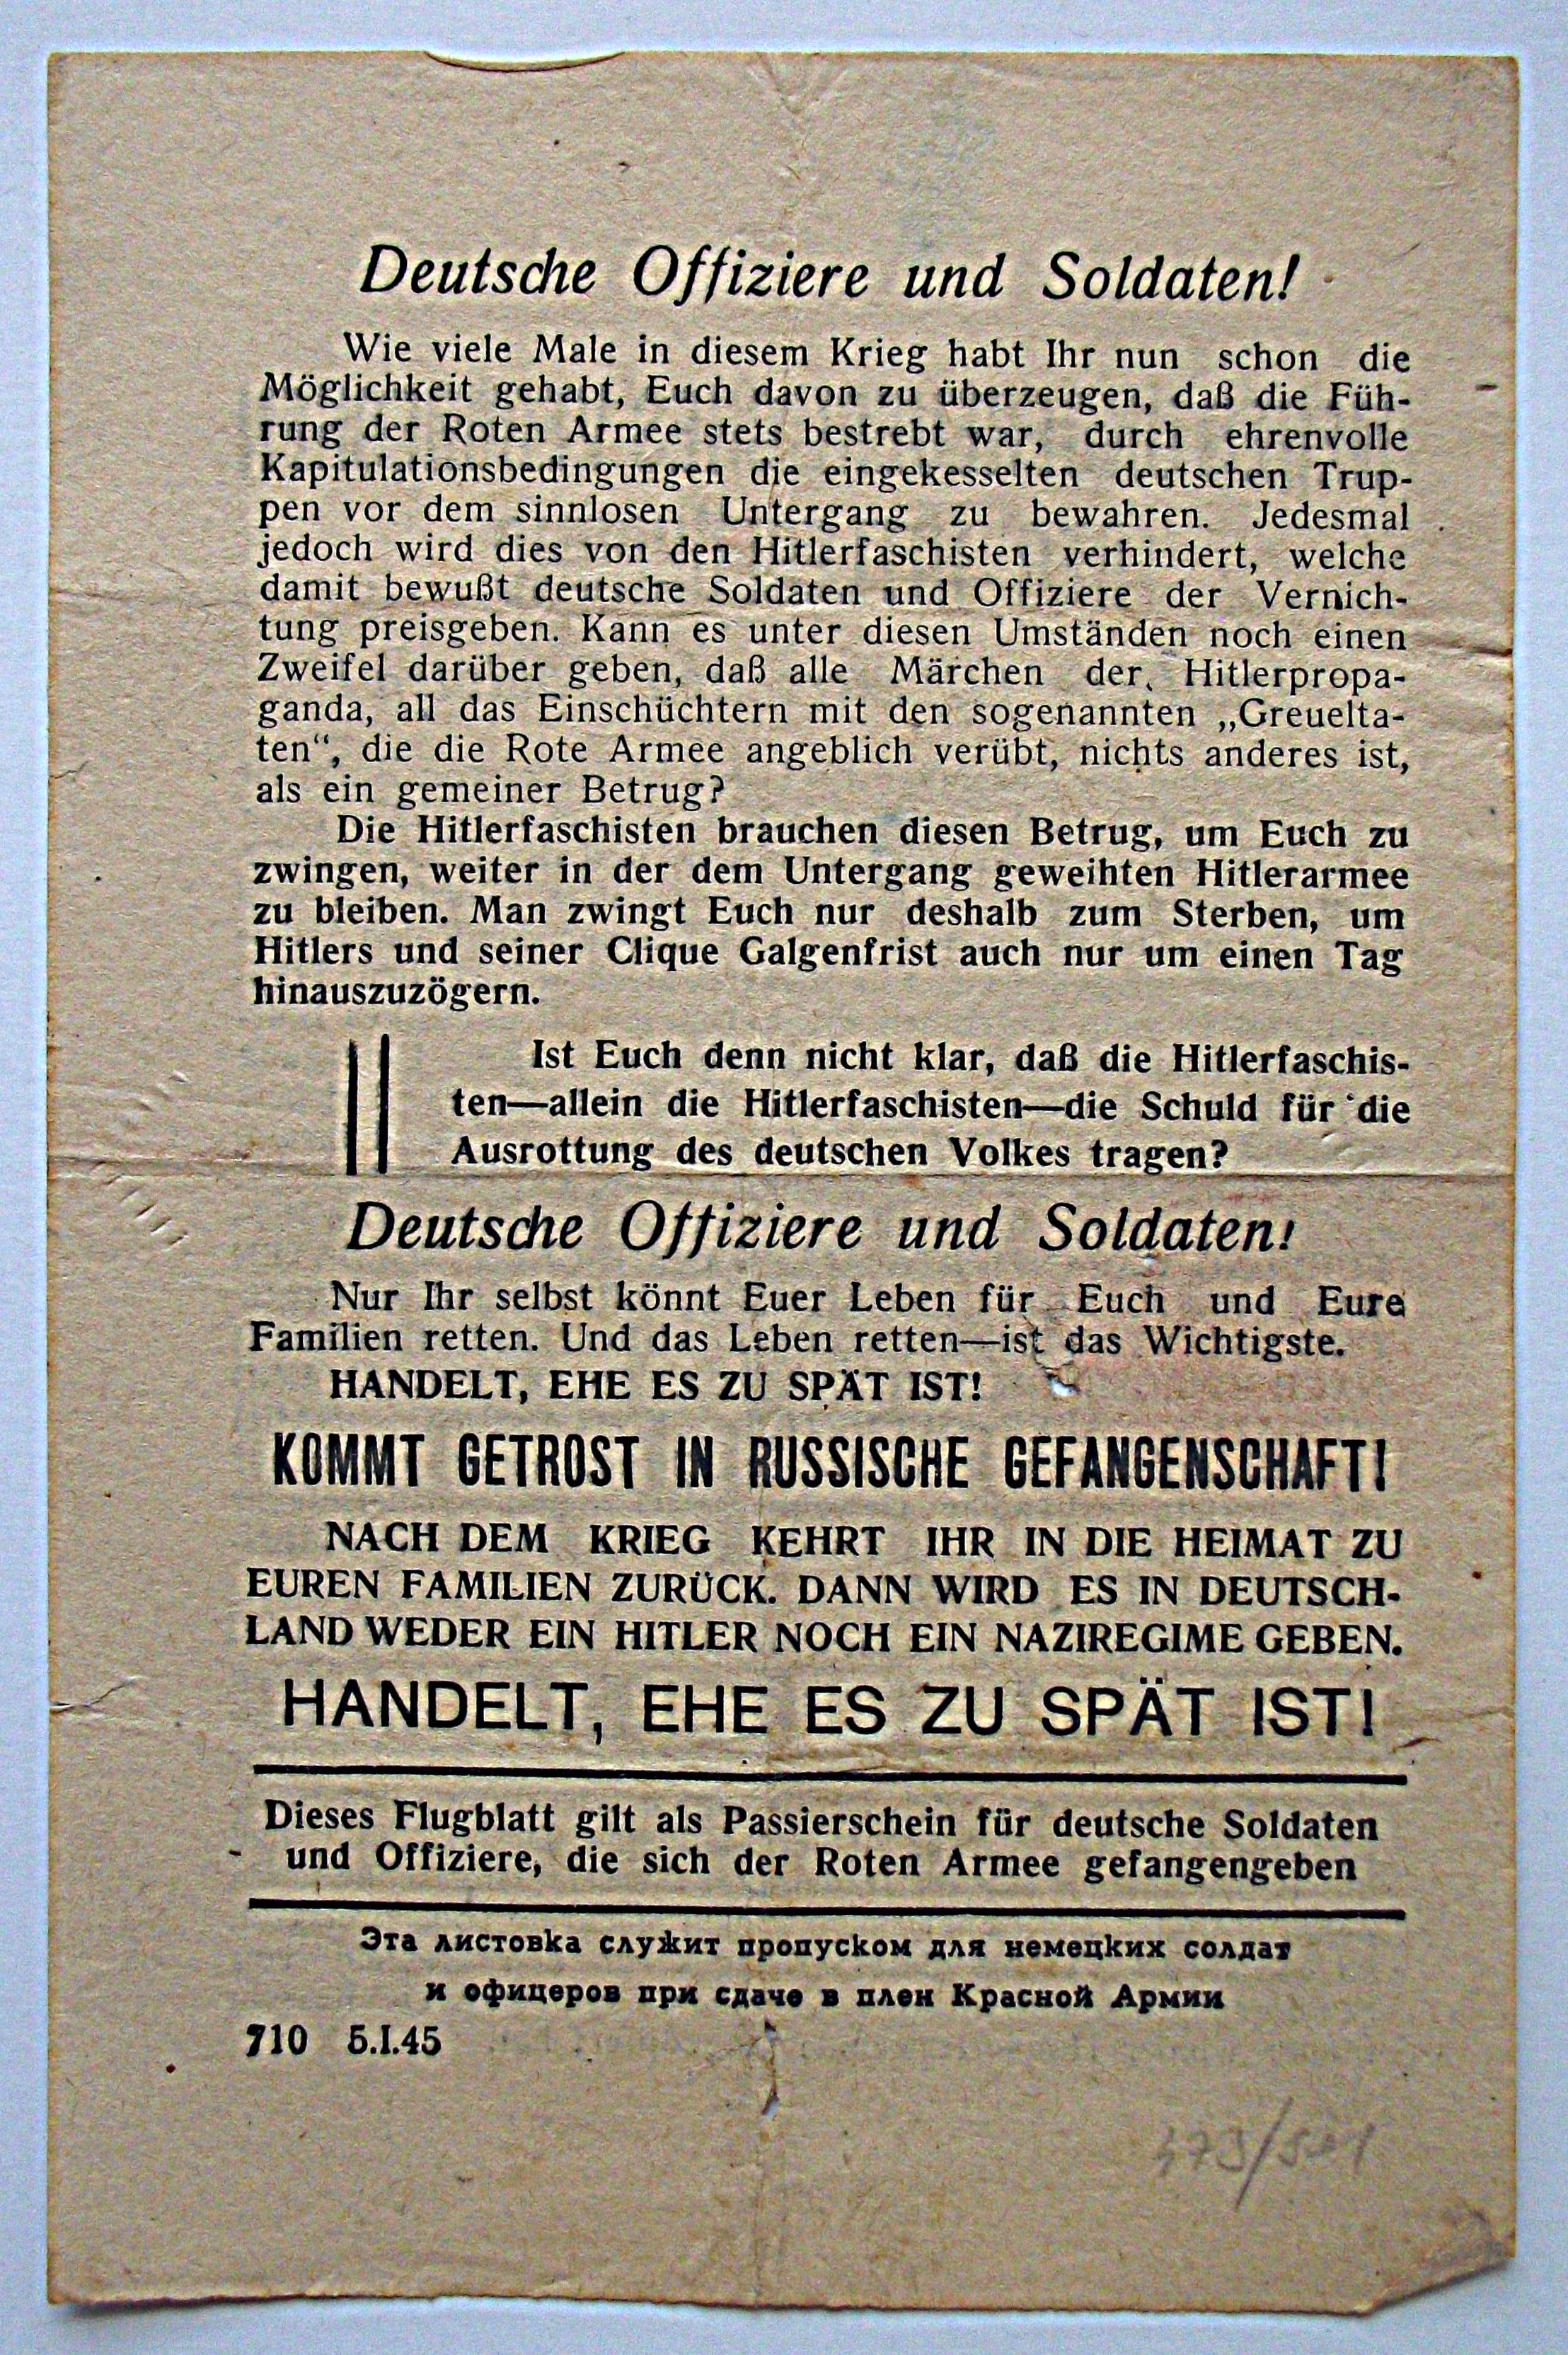 Deutsche Offiziere und Soldaten!
Wie viele Male in diesem Krieg habt Ihr nun schon die
Möglichkeit gehabt, Euch davon zu überzeugen, daß die Füh-
rung der Roten Armee stets bestrebt war, durch ehrenvolle
Kapitulationsbedingungen die eingekesselten deutschen Trup-
pen vor dem sinnlosen Untergang zu bewahren. Jedesmal
jedoch wird dies von den Hitlerfaschisten verhindert, welche
damit bewußt deutsche Soldaten und Offiziere der Vernich-
tung preisgeben. Kann es unter diesen Umständen noch einen
Zweifel darüber geben, daß alle Märchen der Hitlerpropa-
ganda, all das Einschüchtern mit den sogenannten „Greuelta-
ten“, die die Rote Armee angeblich verübt, nichts anderes ist,
als ein gemeiner Betrug?
Die Hitlerfaschisten brauchen diesen Betrug, um Euch zu
zwingen, weiter in der dem Untergang geweihten Hitlerarmee
zu bleiben. Man zwingt Euch nur deshalb zum Sterben, um
Hitlers und seiner Clique Galgenfrist auch nur um einen Tag
hinauszuzögern.
Ist Euch denn nicht klar, daß die Hitlerfaschis-
ten—allein die Hitlerfaschisten—die Schuld für die
Ausrottung des deutschen Volkes tragen?
Deutsche Offiziere und Soldaten!
Nur Ihr selbst könnt Euer Leben für Euch und Eure
Familien retten. Und das Leben retten—ist das Wichtigste.
HANDELT, EHE ES ZU SPÄT IST!
KOMMT GETROST IN RUSSISCHE GEFANGENSCHAFT!
NACH DEM KRIEG KEHRT IHR IN DIE HEIMAT ZU
EUREN FAMILIEN ZURÜCK. DANN WIRD ES IN DEUTSCH-
LAND WEDER EIN HITLER NOCH EIN NAZIREGIME GEBEN.
HANDELT, EHE ES ZU SPÄT IST!
Dieses Flugblatt gilt als Passierschein für deutsche Soldaten
und Offiziere, die sich der Roten Armee gefangengeben
Эта листовка служит пропуском для немецких солдат
и офицеров при сдаче в плен Красной Армии
710 5.I.45